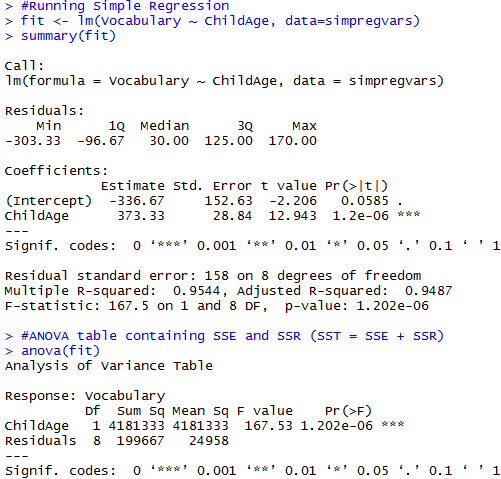 > #Running Simple Regression
> fit <- lm(Vocabulary ~ ChildAge, data=simpregvars)
> summary(fit)
Call:
lm(formula = Vocabulary ~ ChildAge, data = simpregvars)
Residuals:
    Min      1Q  Median      3Q     Max
-303.33  -96.67   30.00  125.00  170.00
Coefficients:
            Estimate Std. Error t value Pr(>|t|)
(Intercept)  -336.67     152.63  -2.206   0.0585 .
ChildAge      373.33      28.84  12.943  1.2e-06 ***
---
Signif. codes:  0 ‘***’ 0.001 ‘**’ 0.01 ‘*’ 0.05 ‘.’ 0.1 ‘ ’ 1
Residual standard error: 158 on 8 degrees of freedom
Multiple R-squared:  0.9544, Adjusted R-squared:  0.9487
F-statistic: 167.5 on 1 and 8 DF,  p-value: 1.202e-06
> #ANOVA table containing SSE and SSR (SST = SSE + SSR)
> anova(fit)
Analysis of Variance Table
Response: Vocabulary
          Df  Sum Sq Mean Sq F value    Pr(>F)
ChildAge   1 4181333 4181333  167.53 1.202e-06 ***
Residuals  8  199667   24958
---
Signif. codes:  0 ‘***’ 0.001 ‘**’ 0.01 ‘*’ 0.05 ‘.’ 0.1 ‘ ’ 1